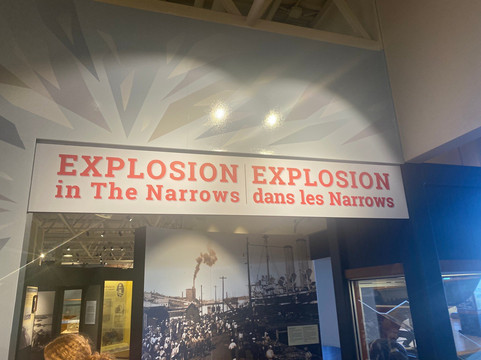 EXPLOSION
in The Narrows
EXPLOSION
dans les Narrows